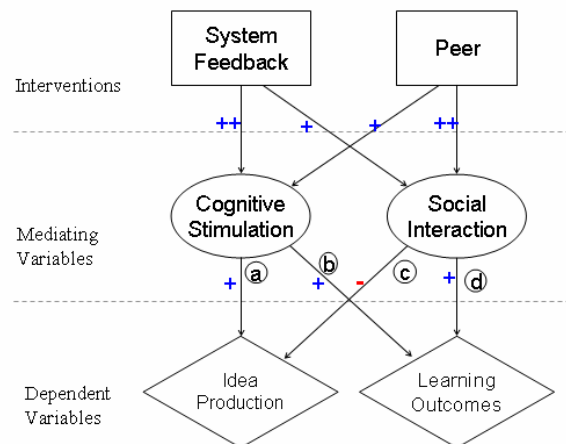 System
Feedback
Peer
Interventions
++
+
+
++
Cognitive
Stimulation
Social
Interaction
Mediating
Variables
a
b
c
d
+
+
-
+
Idea
Production
Learning
Outcomes
Dependent
Variables